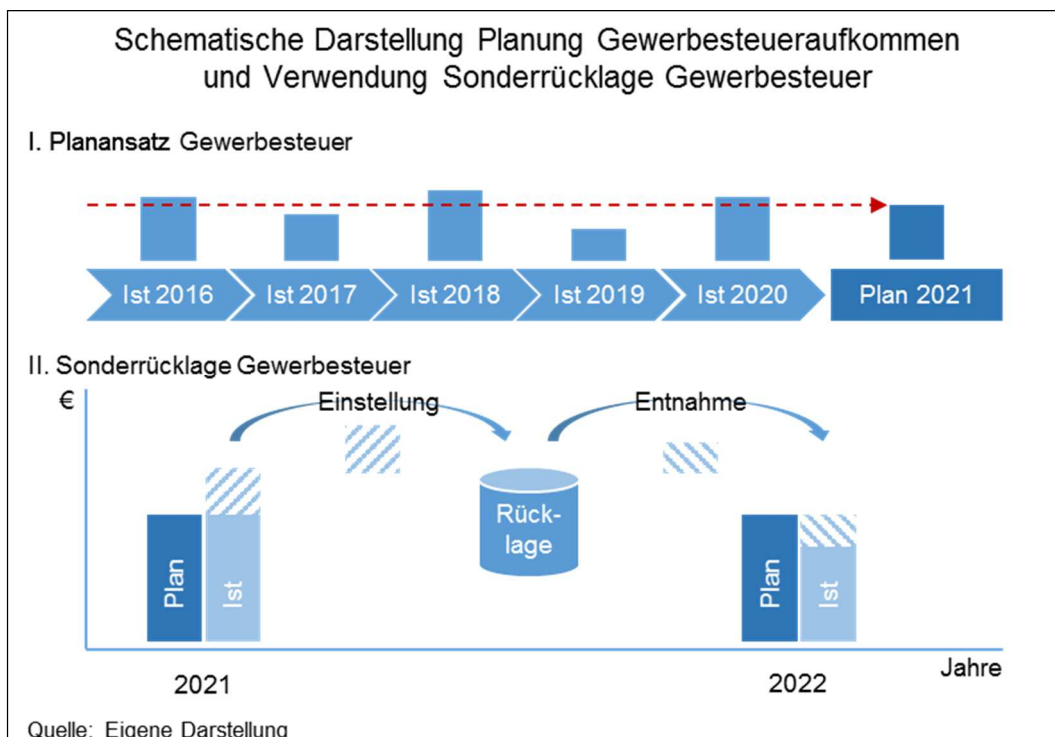 Schematische Darstellung Planung Gewerbesteueraufkommen
und Verwendung Sonderrücklage Gewerbesteuer
I. Planansatz Gewerbesteuer
Ist 2016
Ist 2017
Ist 2018
Ist 2019
Ist 2020
Plan 2021
II. Sonderrücklage Gewerbesteuer
€
Einstellung
Entnahme
Rück-
lage
Plan
Ist
Plan
Ist
Jahre
2021
2022
Quelle: Eigene Darstellung